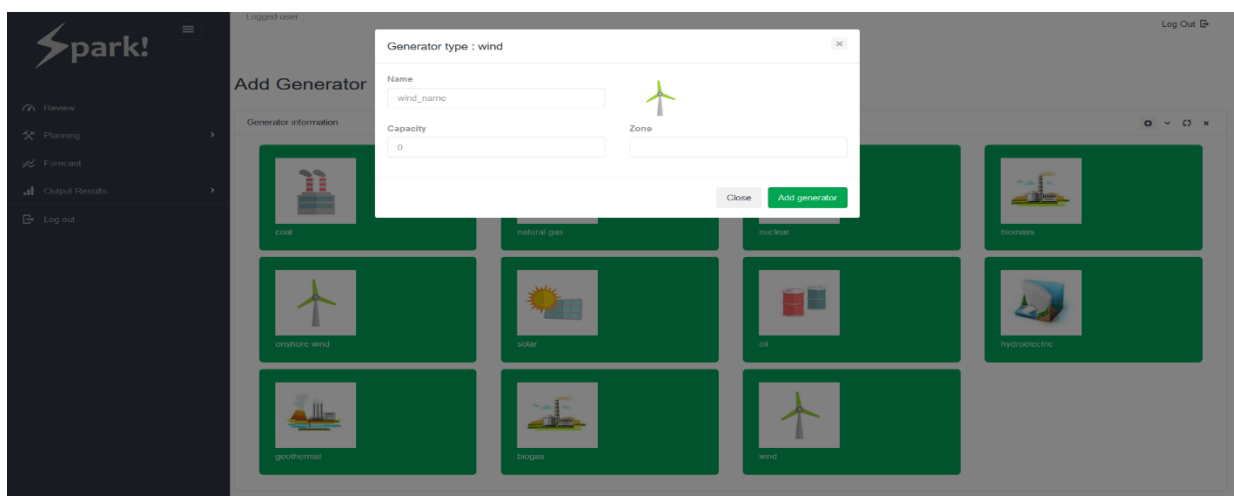 Spark!
Logged user
Log Out
Generator type : wind
Add Generator
Name
wind_name
Review
Generator information
Capacity
Zone
0
Planning
Forecast
Output Results
Close
Add generator
Log out
coal
natural gas
nuclear
biomass
onshore wind
solar
oil
hydroelectric
geothermal
biogas
wind